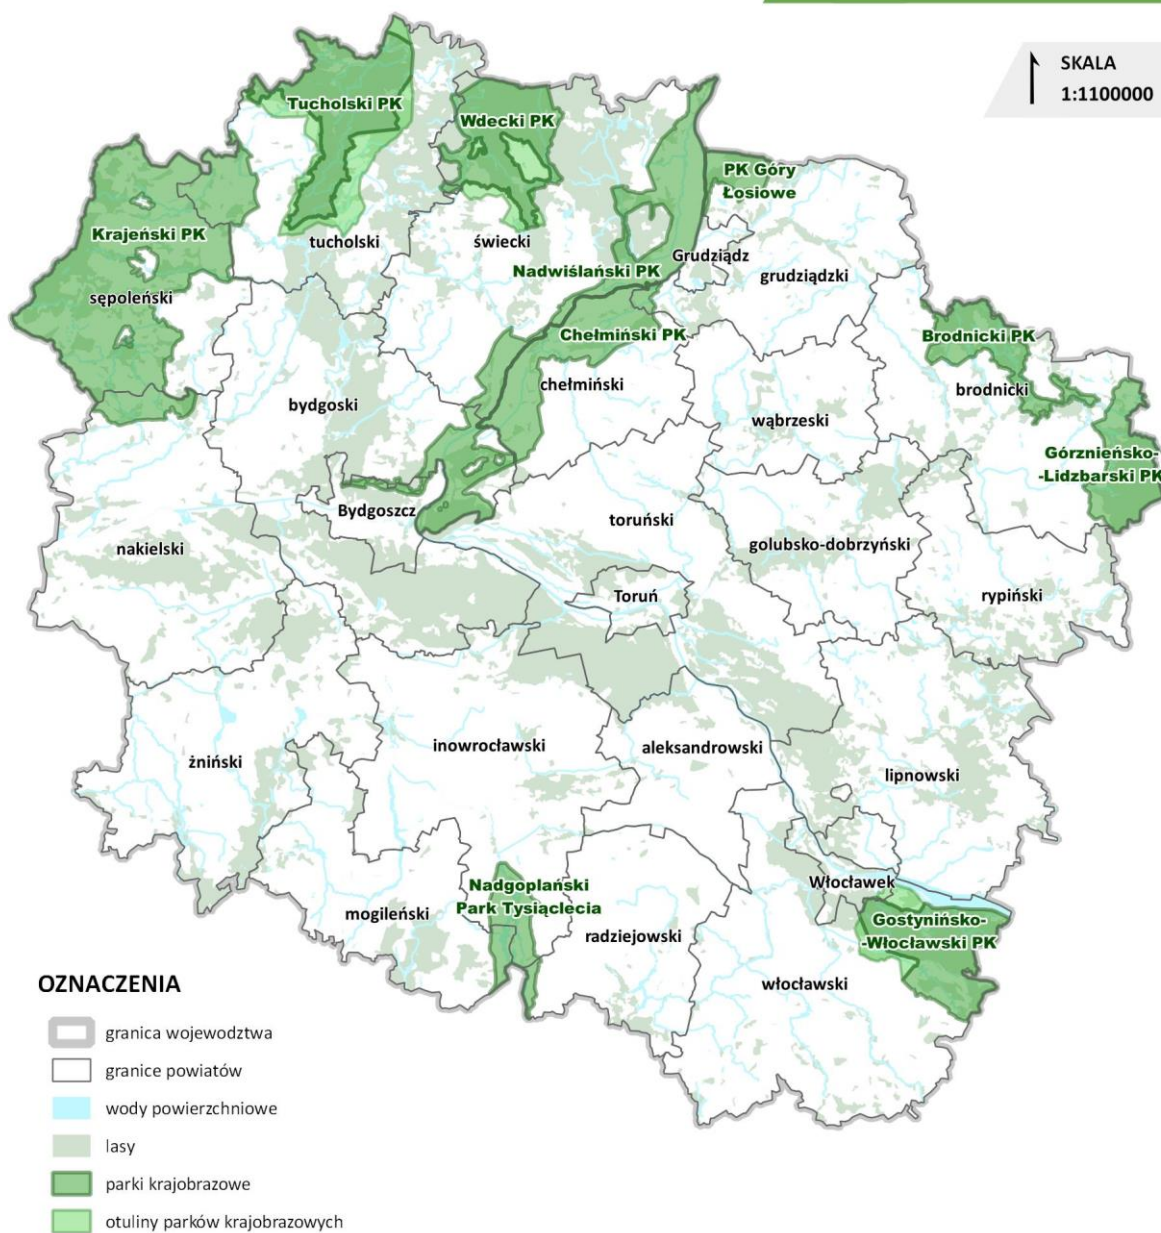 SKALA
1:1100000
Tucholski PK
Wdecki PK
PK Góry
Łosiowe
Krajeński PK
tucholski
święcki
Grudziądz
Nadwiślański PK
grudziądzki
sępoleński
Chełmiński PK
Brodnicki PK
chełmiński
brodnicki
bydgoski
wąbrzeski
Górznieńsko-
-Lidzbarski PK
Bydgoszcz
toruński
nakielski
golubsko-dobrzyński
Toruń
rypiński
inowrocławski
aleksandrowski
żniński
lipnowski
Nadgoplański
Park Tysiąclecia
Włocławek
mogileński
radziejowski
Gostynińsko-
-Włocławski PK
włocławski
OZNACZENIA
granica wojewodztwa
granice powiatów
wody powierzchniowe
lasy
parki krajobrazowe
otuliny parków krajobrazowych